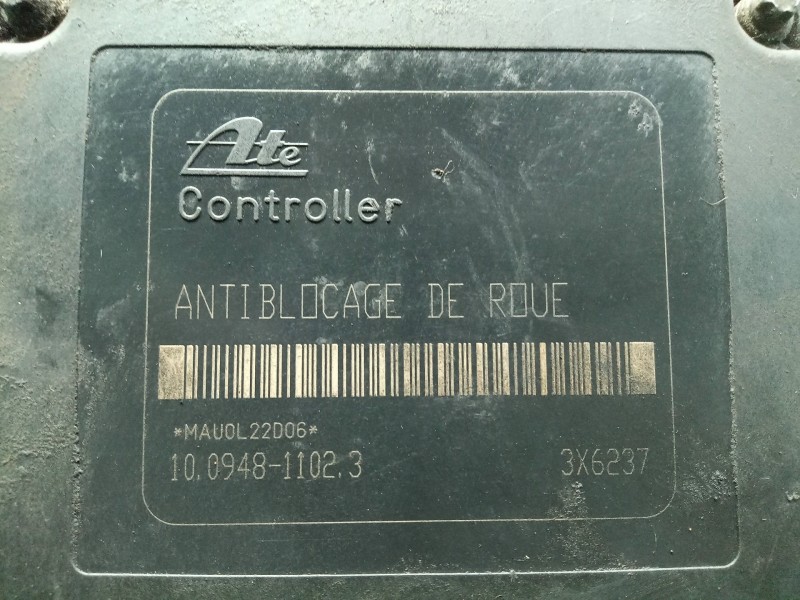 Ate
Controller
ANTIBLOCAGE DE ROUE
*MAU0L22D06*
10.0948-1102.3 3X6237